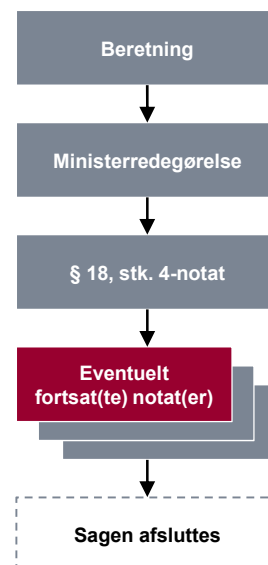 Beretning
Ministerredegørelse
§ 18, stk. 4-notat
Eventuelt
fortsat(te) notat(er)
Sagen afsluttes